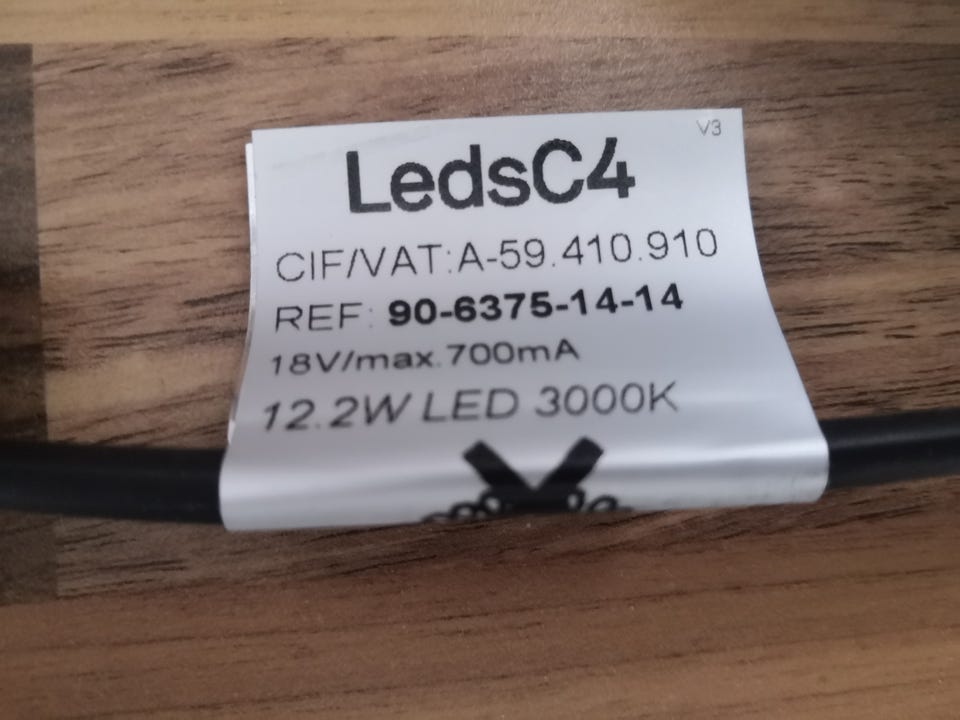 V3
LedsC4
CIF/VAT:A-59.410.910
REF: 90-6375-14-14
18V/max.700mA
12.2W LED 3000K